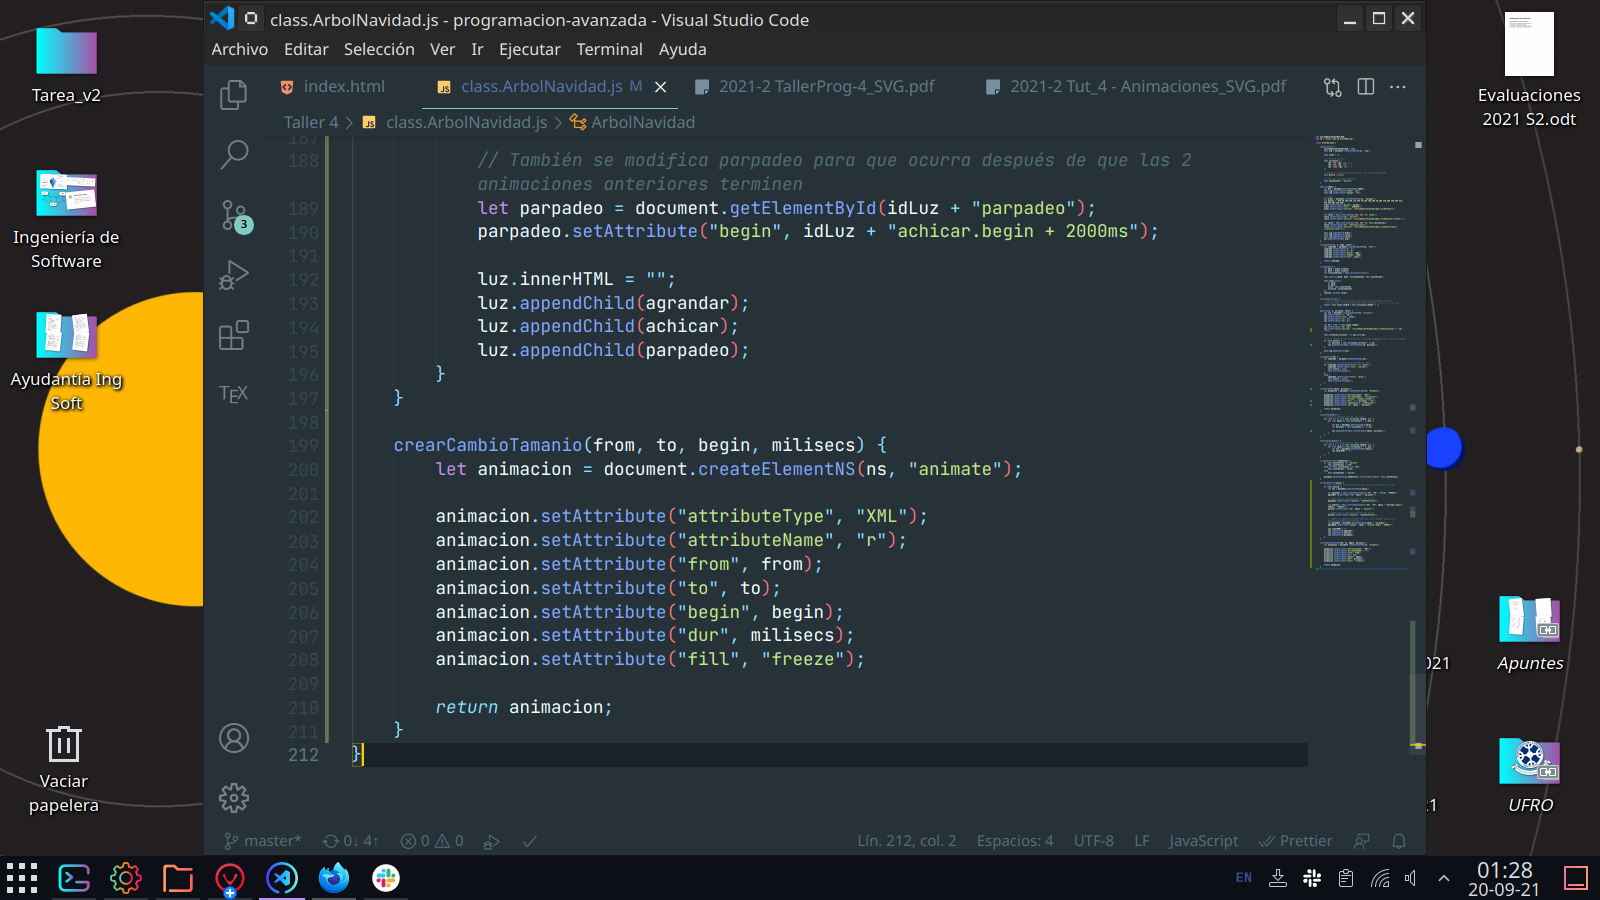 class.ArbolNavidad.js - programacion-avanzada - Visual Studio Code
Archivo Editar Selección Ver Ir Ejecutar Terminal Ayuda
index.html
class.ArbolNavidad.js M
2021-2 TallerProg-4_SVG.pdf
2021-2 Tut_4 - Animaciones_SVG.pdf
Taller 4 > class.ArbolNavidad.js > ArbolNavidad
187
188 // También se modifica parpadeo para que ocurra después de que las 2
animaciones anteriores terminen
189 let parpadeo = document.getElementById(idLuz + "parpadeo");
190 parpadeo.setAttribute("begin", idLuz + "achicar.begin + 2000ms");
191
192 luz.innerHTML = "";
193 luz.appendChild(agrandar);
194 luz.appendChild(achicar);
195 luz.appendChild(parpadeo);
196 }
197 }
198
199 crearCambioTamanio(from, to, begin, milisecs) {
200 let animacion = document.createElementNS(ns, "animate");
201
202 animacion.setAttribute("attributeType", "XML");
203 animacion.setAttribute("attributeName", "r");
204 animacion.setAttribute("from", from);
205 animacion.setAttribute("to", to);
206 animacion.setAttribute("begin", begin);
207 animacion.setAttribute("dur", milisecs);
208 animacion.setAttribute("fill", "freeze");
209
210 return animacion;
211 }
212 }
3
TEX
master* 0↓ 4↑ 0 0
Lín. 212, col. 2 Espacios: 4 UTF-8 LF JavaScript Prettier
Tarea_v2
Ingeniería de
Software
Ayudantía Ing
Soft
Vaciar
papelera
Evaluaciones
2021 S2.odt
021
Apuntes
1
UFRO
EN
01:28
20-09-21